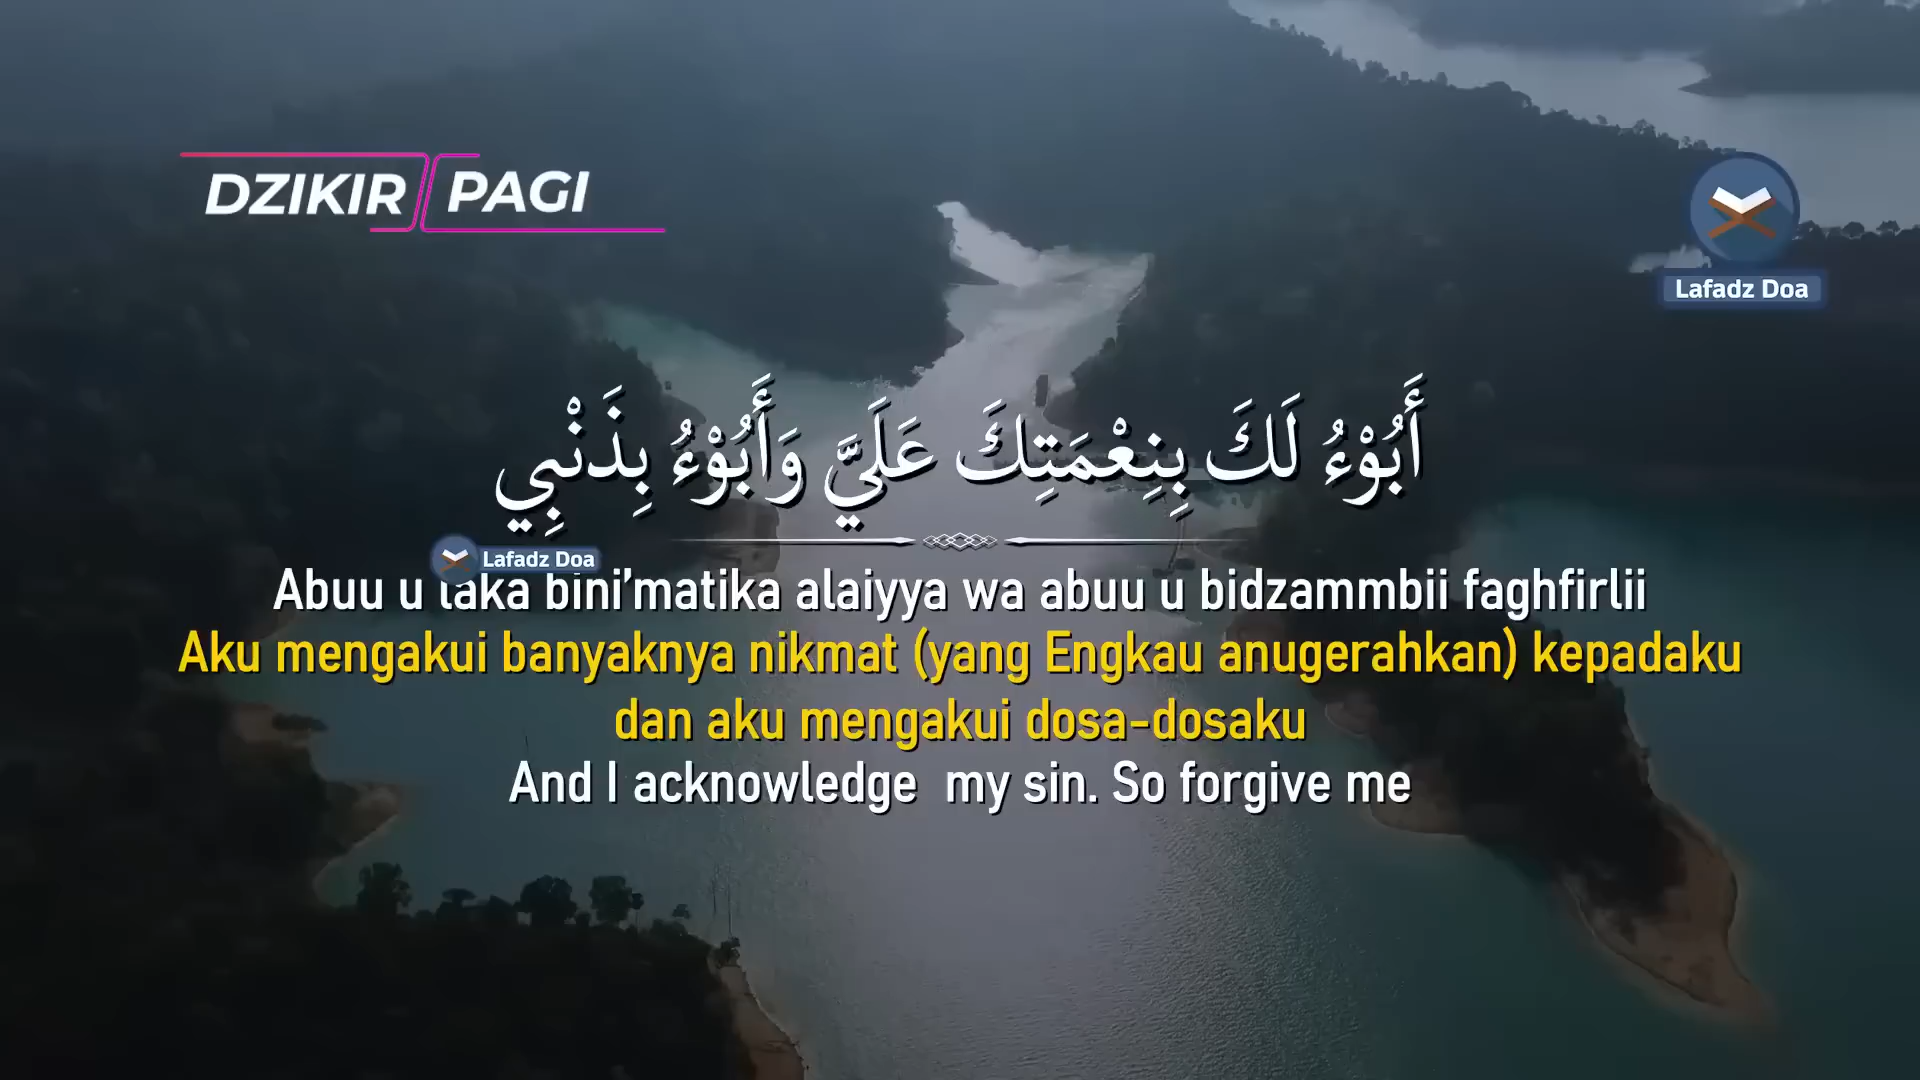 DZIKIR PAGI
Lafadz Doa
أَبُوْءُ لَكَ بِنِعْمَتِكَ عَلَيَّ وَأَبُوْءُ بِذَنْبِي
Lafadz Doa
Abuu u laka bini’matika alaiyya wa abuu u bidzammbii faghfirlii
Aku mengakui banyaknya nikmat (yang Engkau anugerahkan) kepadaku
dan aku mengakui dosa-dosaku
And I acknowledge  my sin. So forgive me